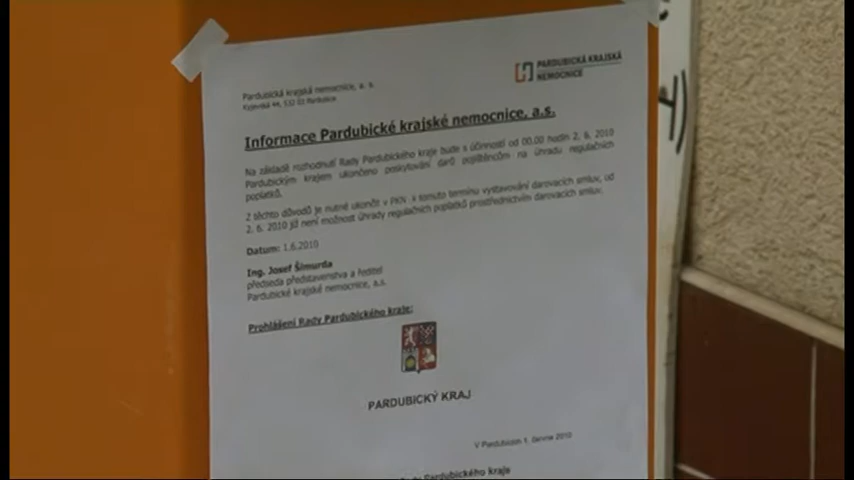 Pardubická krajská nemocnice, a. s.
Kyjevská 44, 532 03 Pardubice
PARDUBICKÁ KRAJSKÁ
NEMOCNICE
Informace Pardubické krajské nemocnice, a.s.
Na základě rozhodnutí Rady Pardubického kraje bude s účinností od 00.00 hodin 2. 6. 2010
Pardubickým krajem ukončeno poskytování darů pojištěncům na úhradu regulačních
poplatků.
Z těchto důvodů je nutné ukončit v PKN k tomuto termínu vystavování darovacích smluv, od
2. 6. 2010 již není možnost úhrady regulačních poplatků prostřednictvím darovacích smluv.
Datum: 1.6.2010
Ing. Josef Šimurda
předseda představenstva a ředitel
Pardubické krajské nemocnice, a.s.
Prohlášení Rady Pardubického kraje:
PARDUBICKÝ KRAJ
V Pardubicích 1. června 2010
Rady Pardubického kraje